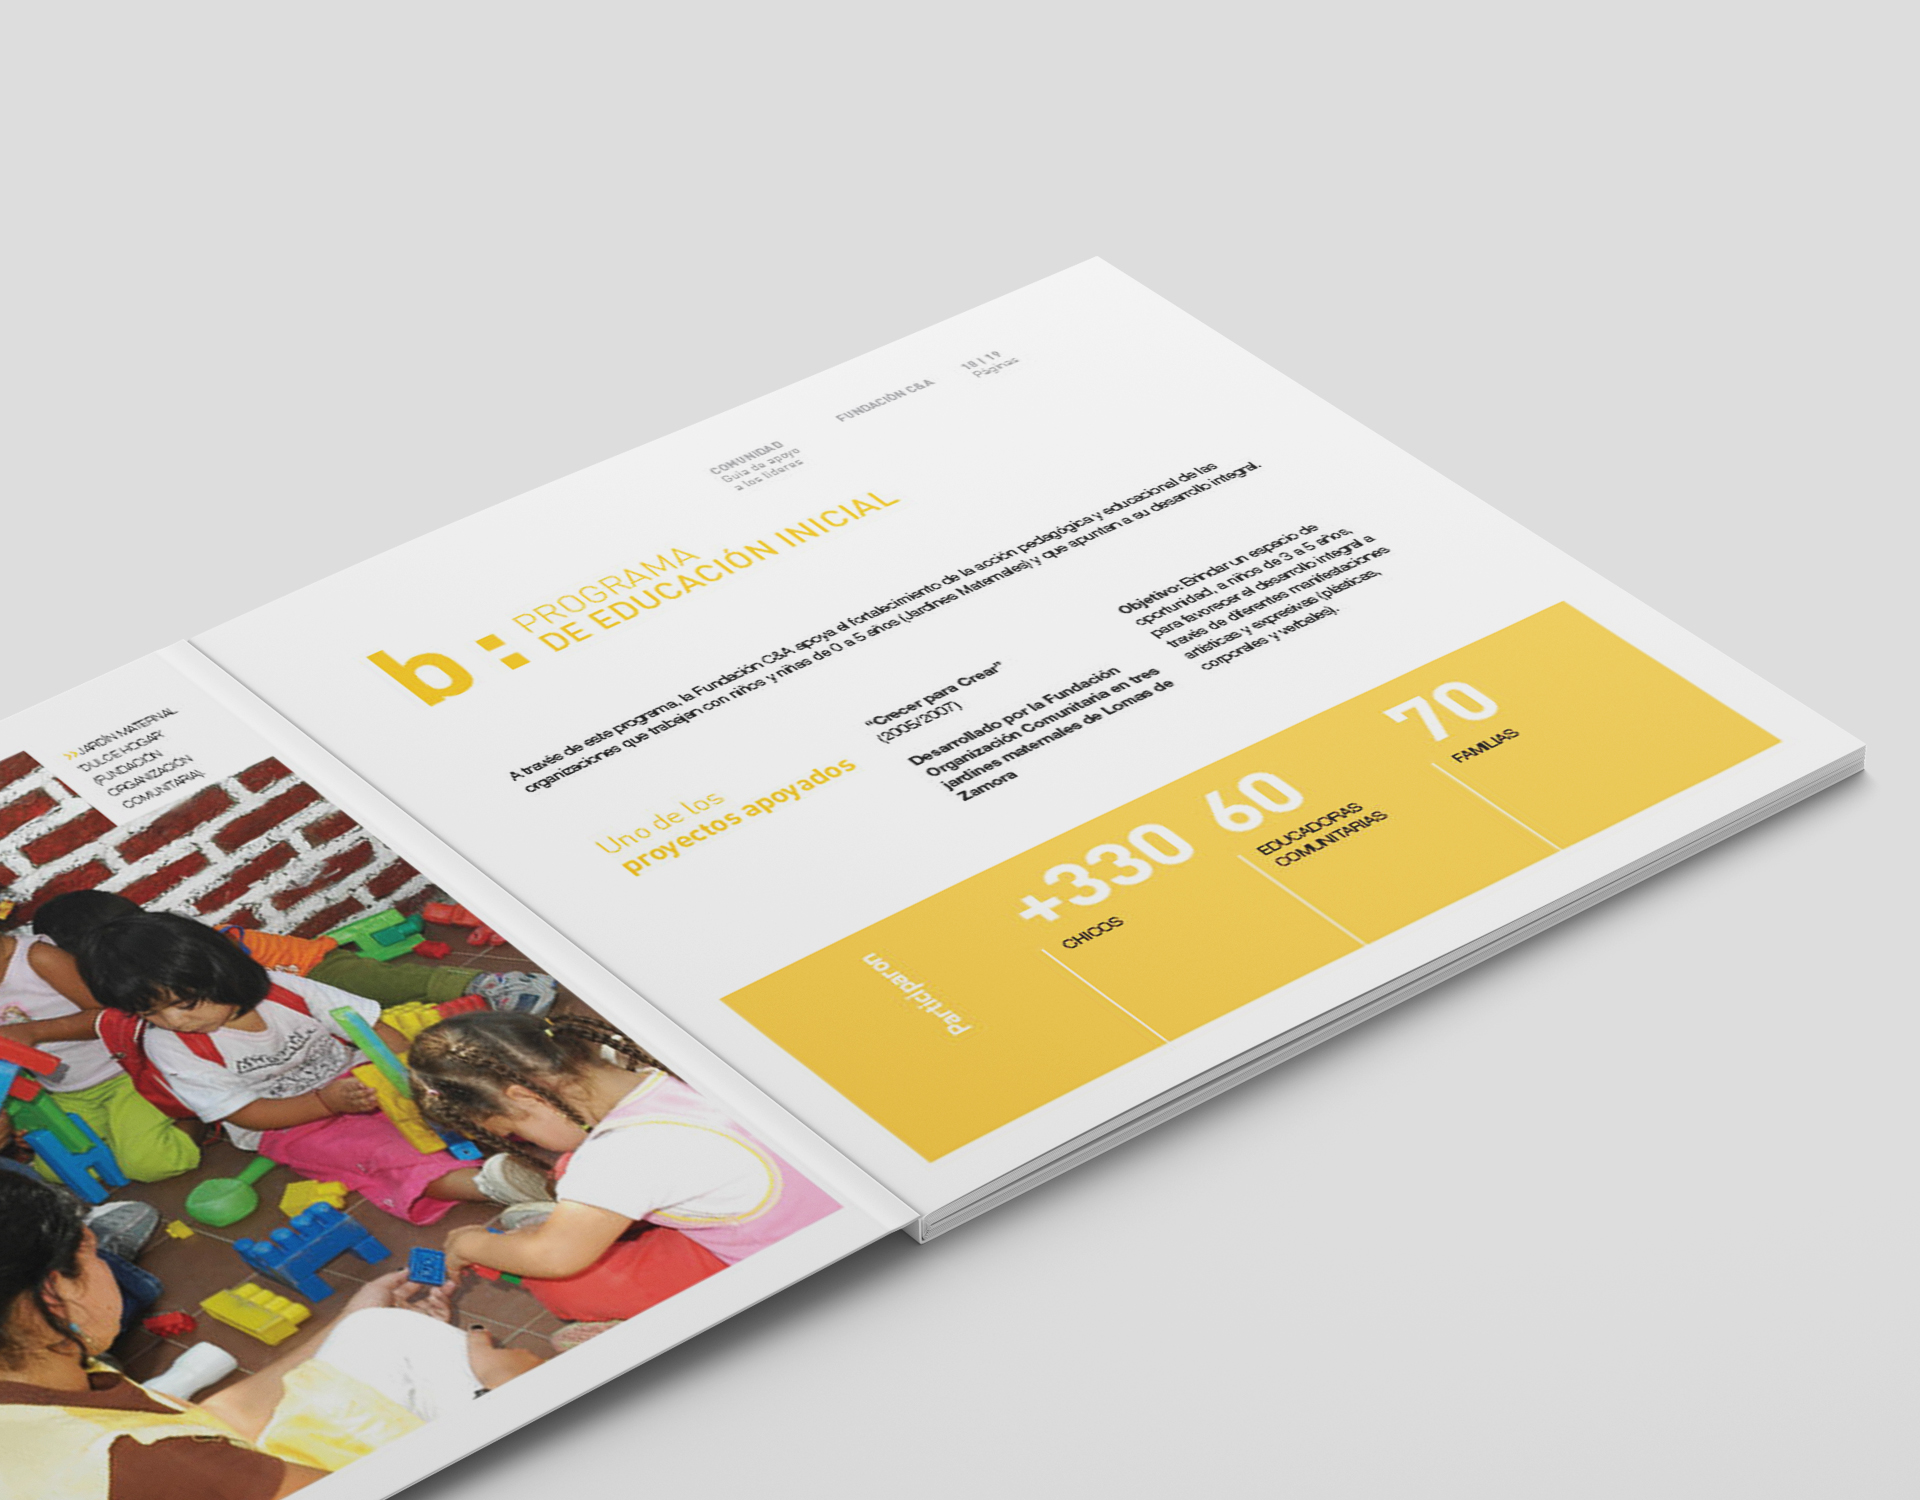 >> JARDÍN MATERNAL
"DULCE HOGAR"
(FUNDACIÓN
ORGANIZACIÓN
COMUNITARIA).
COMUNIDAD
Guía de apoyo
a los líderes
FUNDACIÓN C&A
18 | 19
Páginas
b:
PROGRAMA
DE EDUCACIÓN INICIAL
A través de este programa, la Fundación C&A apoya el fortalecimiento de la acción pedagógica y educacional de las
organizaciones que trabajan con niños y niñas de 0 a 5 años (Jardines Maternales) y que apuntan a su desarrollo integral.
Uno de los
proyectos apoyados
“Crecer para Crear”
(2005/2007)
Desarrollado por la Fundación
Organización Comunitaria en tres
jardines maternales de Lomas de
Zamora
Objetivo: Brindar un espacio de
oportunidad, a niños de 3 a 5 años,
para favorecer el desarrollo integral a
través de diferentes manifestaciones
artísticas y expresivas (plásticas,
corporales y verbales).
Participaron
+330
CHICOS
60
EDUCADORAS
COMUNITARIAS
70
FAMILIAS